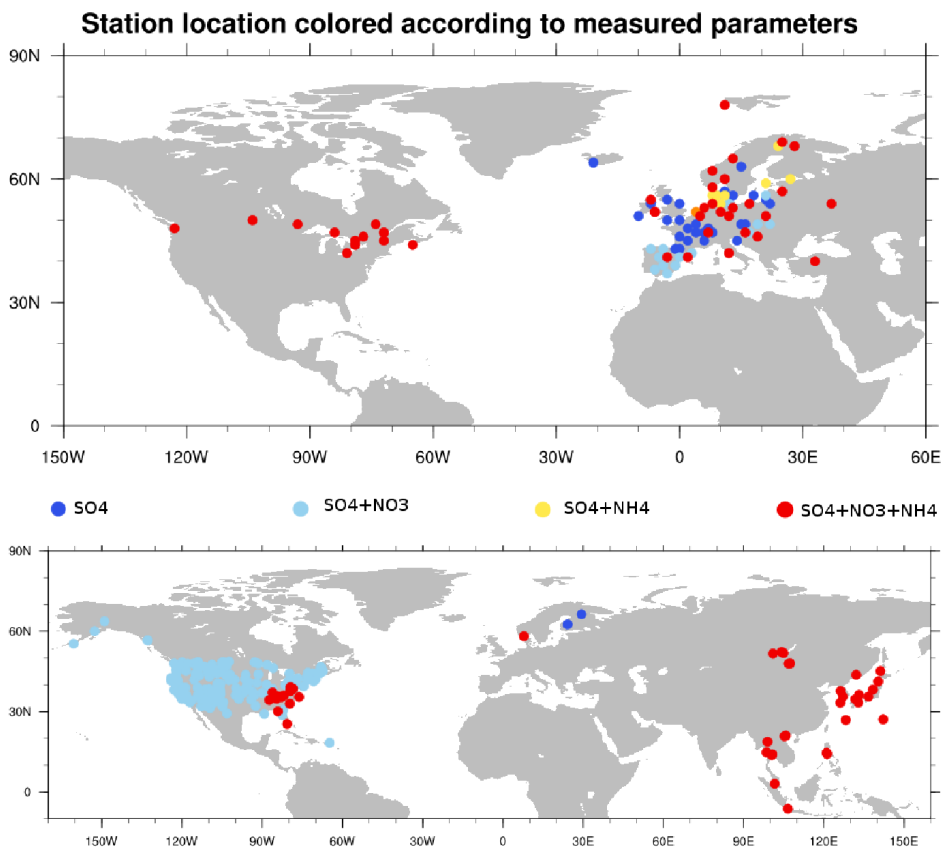 Station location colored according to measured parameters
90N
60N
30N
0
150W 120W 90W 60W 30W 0 30E 60E
SO4 SO4+NO3 SO4+NH4 SO4+NO3+NH4
90N
60N
30N
0
150W 120W 90W 60W 30W 0 30E 60E 90E 120E 150E